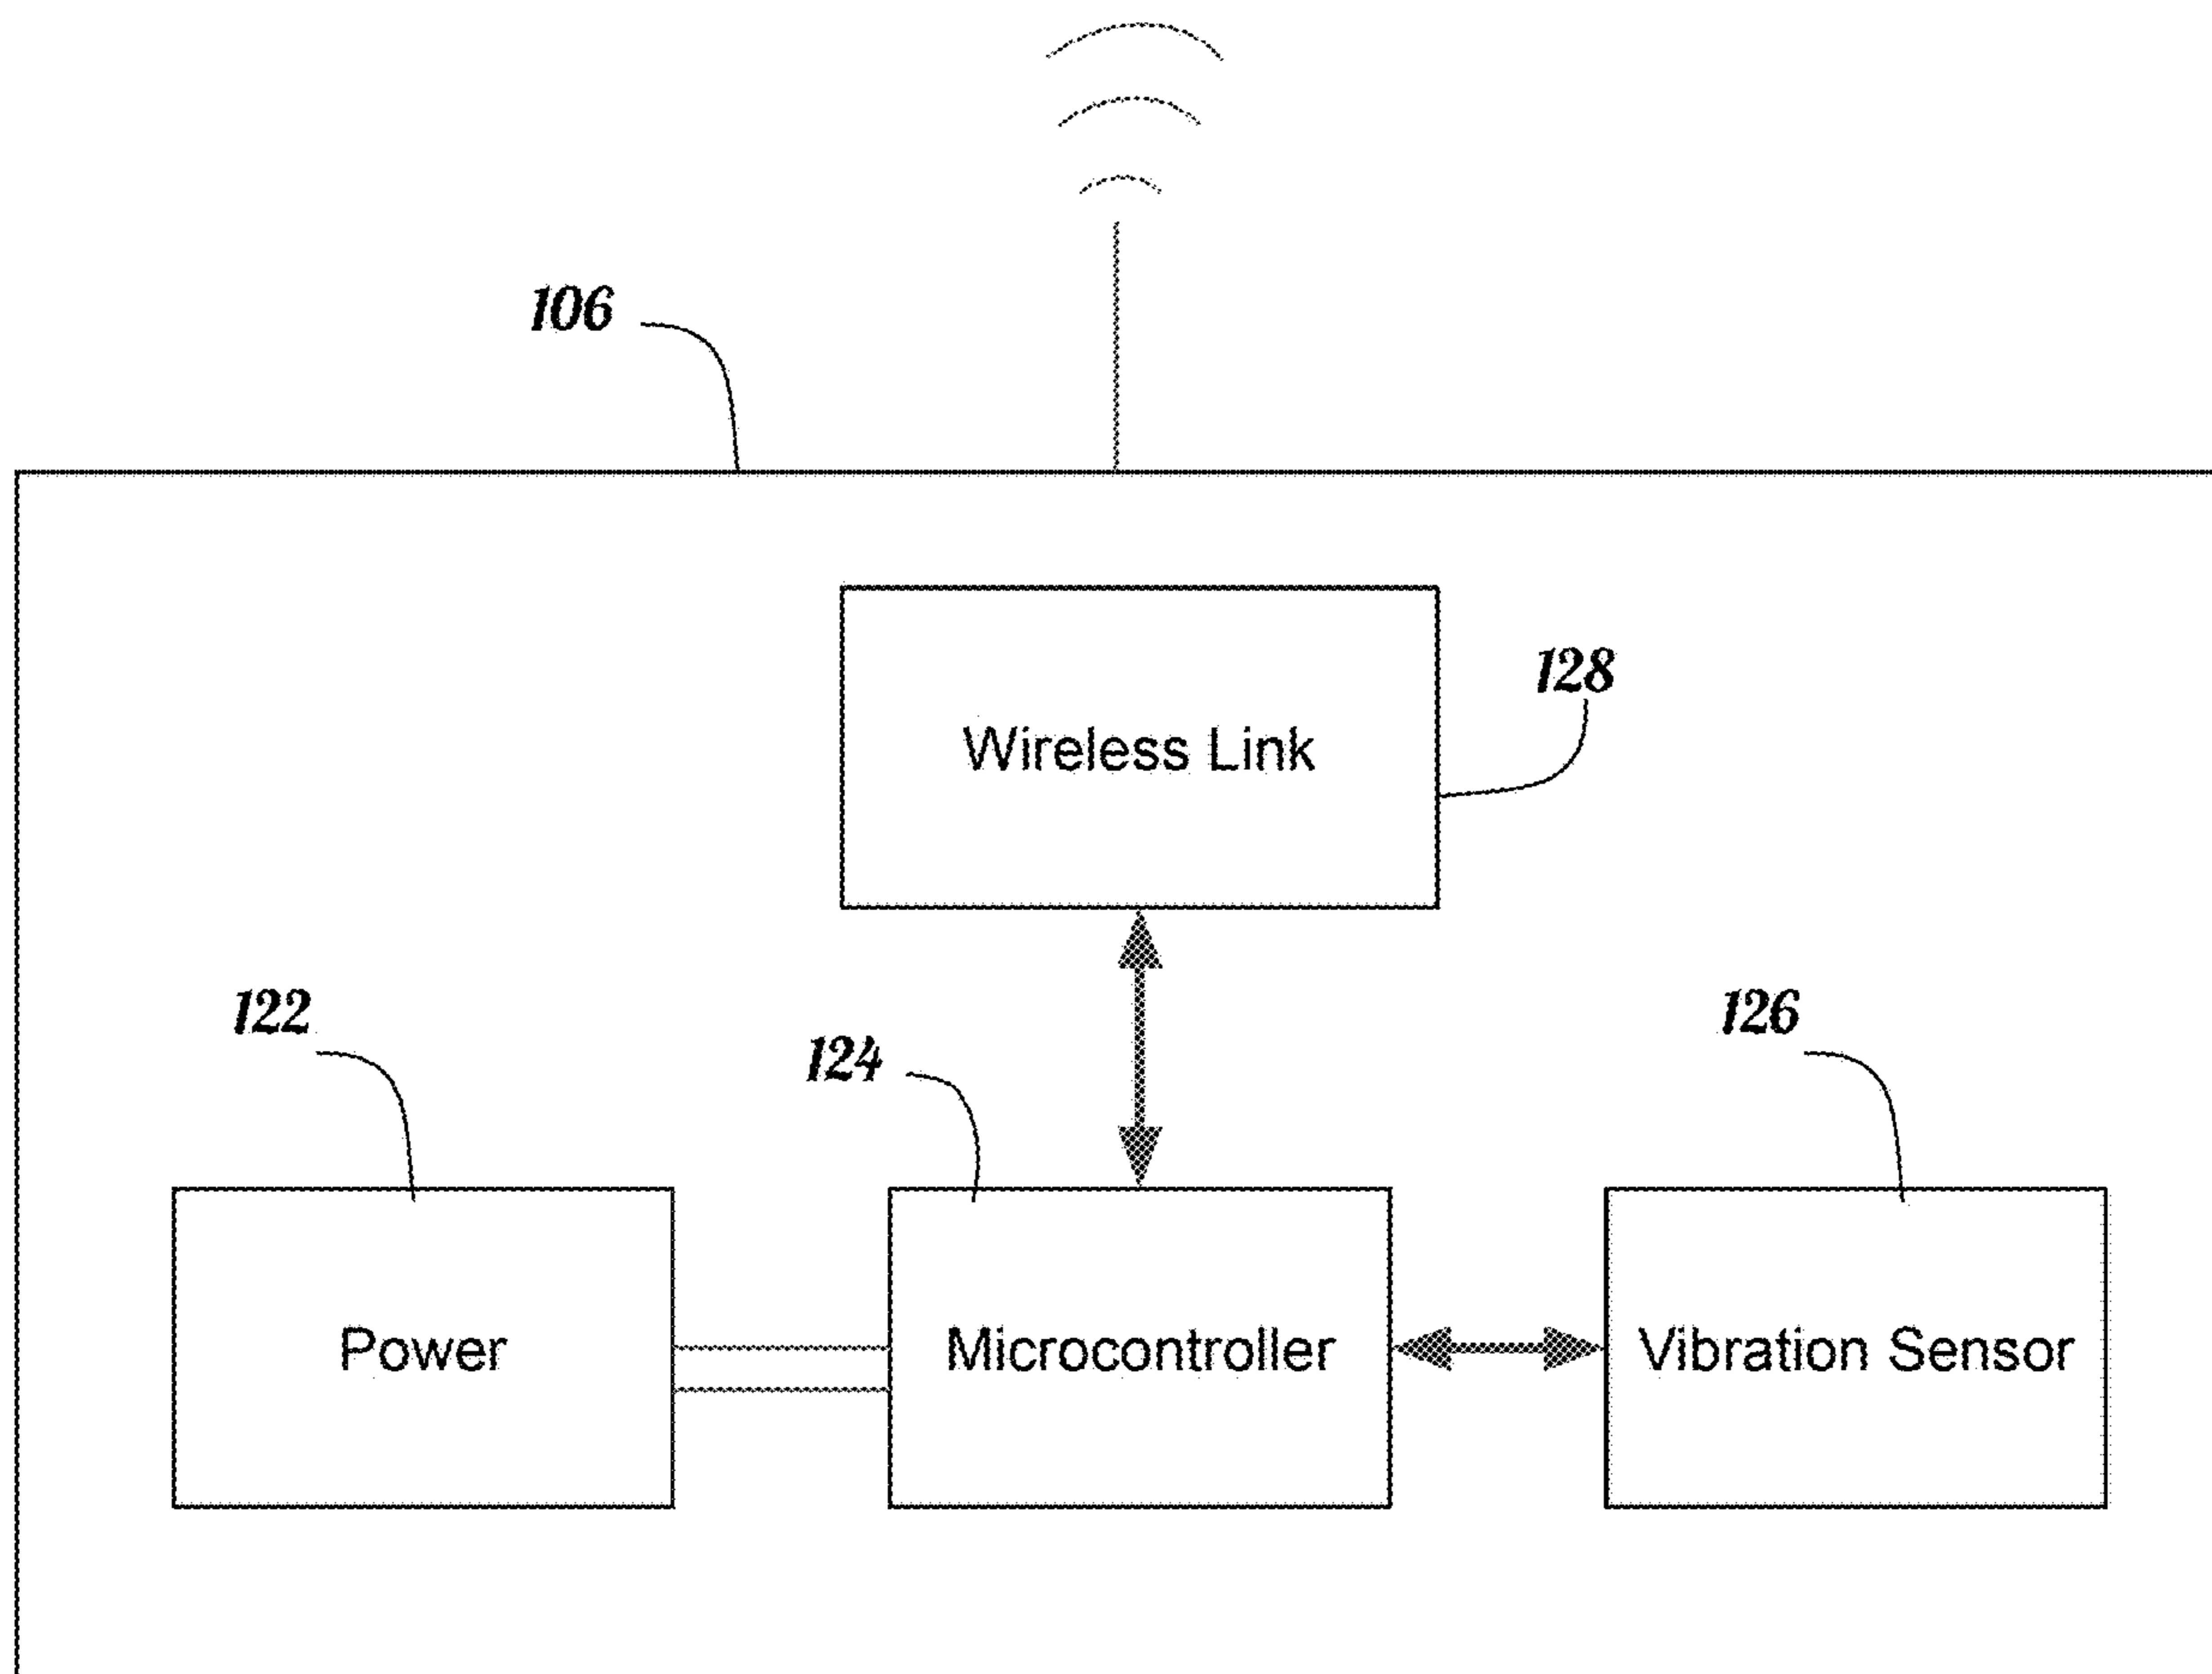 106
128
Wireless Link
122
124
126
Power
Microcontroller
Vibration Sensor